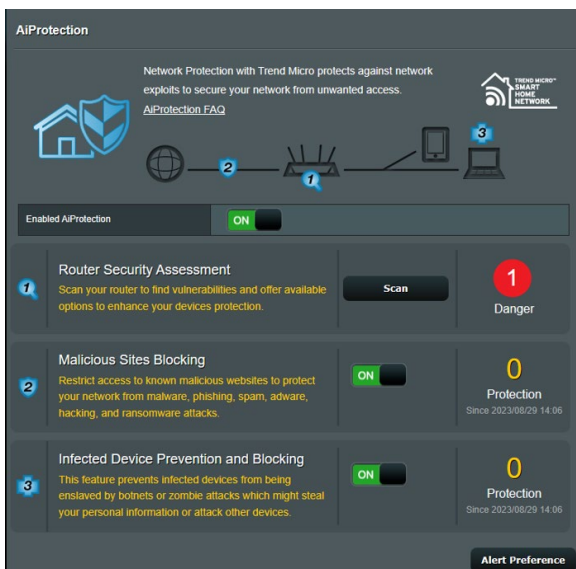 AiProtection
Network Protection with Trend Micro protects against network
exploits to secure your network from unwanted access.
AiProtection FAQ
TREND MICRO™
SMART
HOME
NETWORK
3
2
1
Enabled AiProtection
ON
1
Router Security Assessment
Scan your router to find vulnerabilities and offer available
options to enhance your devices protection.
Scan
1
Danger
2
Malicious Sites Blocking
Restrict access to known malicious websites to protect
your network from malware, phishing, spam, adware,
hacking, and ransomware attacks.
ON
0
Protection
Since 2023/08/29 14:06
3
Infected Device Prevention and Blocking
This feature prevents infected devices from being
enslaved by botnets or zombie attacks which might steal
your personal information or attack other devices.
ON
0
Protection
Since 2023/08/29 14:06
Alert Preference